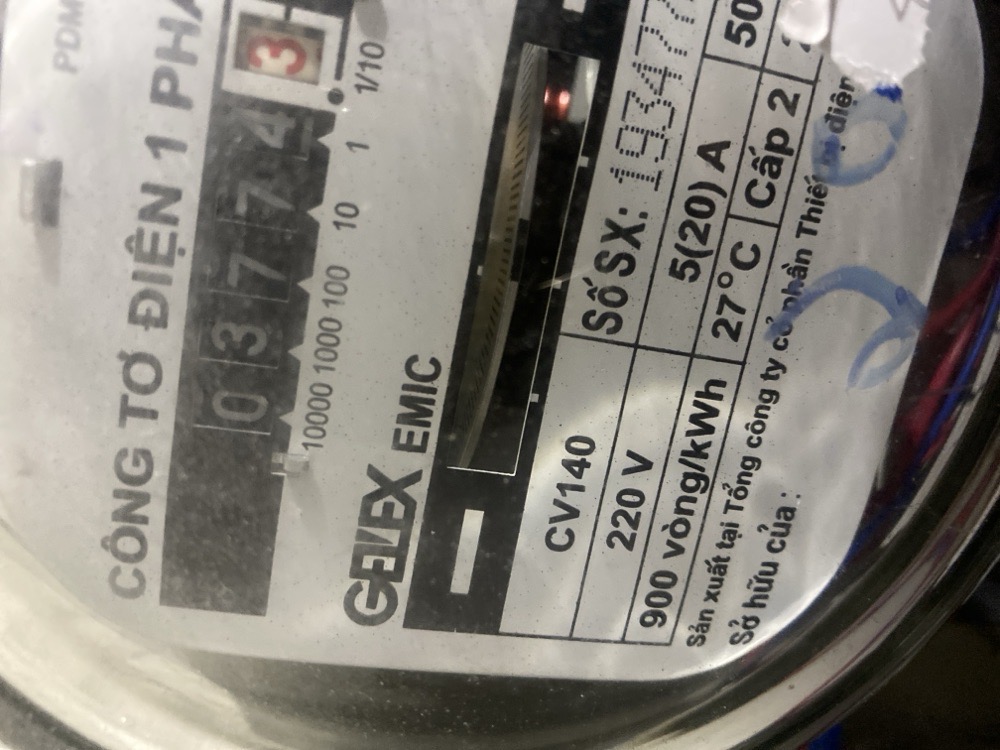 PDM
CÔNG TƠ ĐIỆN 1 PHA
0 3 7 7 4 3
10000 1000 100 10 1 1/10
GELEX EMIC
CV140 Số SX: 193477
220 V 5(20) A 50
900 vòng/kWh 27°C Cấp 2
Sản xuất tại Tổng công ty cổ phần Thiết bị điện
Sở hữu của :